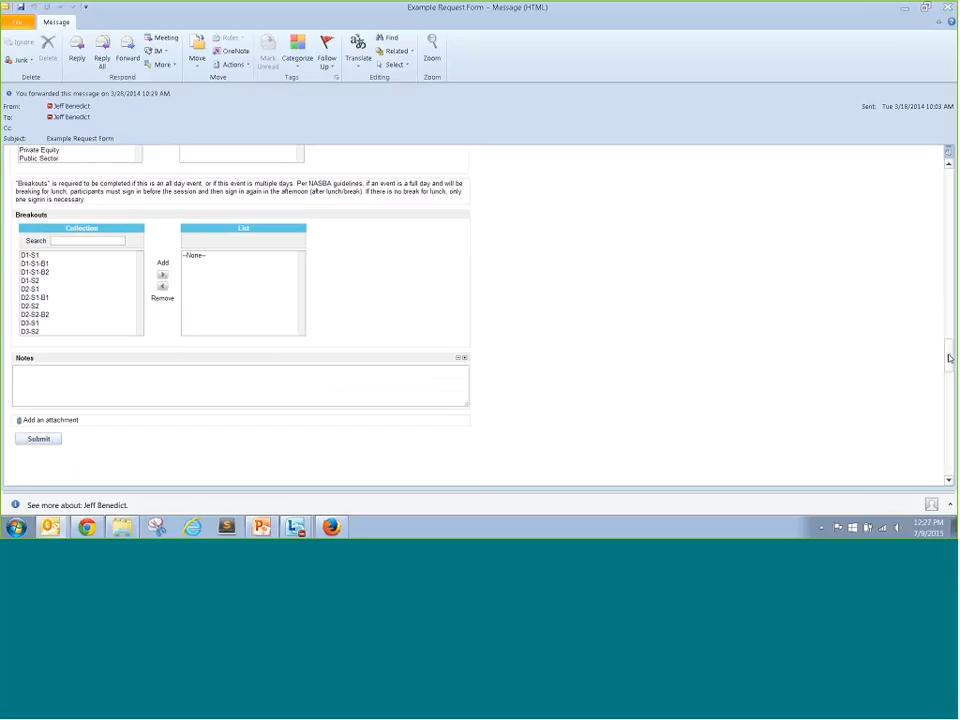 Example Request Form - Message (HTML)
File
Message
Ignore
Junk
Delete
Delete
Reply
Reply All
Forward
Meeting
IM
More
Respond
Move
Rules
OneNote
Actions
Move
Mark Unread
Categorize
Follow Up
Tags
Translate
Find
Related
Select
Editing
Zoom
Zoom
You forwarded this message on 3/28/2014 10:29 AM.
From: Jeff Benedict
Sent: Tue 3/18/2014 10:03 AM
To: Jeff Benedict
Cc:
Subject: Example Request Form
Private Equity
Public Sector
"Breakouts" is required to be completed if this is an all day event, or if this event is multiple days. Per NASBA guidelines, if an event is a full day and will be
breaking for lunch, participants must sign in before the session and then sign in again in the afternoon (after lunch/break). If there is no break for lunch, only
one signin is necessary.
Breakouts
Collection
List
Search
D1-S1
D1-S1-B1
D1-S1-B2
D1-S2
D2-S1
D2-S1-B1
D2-S2
D2-S2-B2
D3-S1
D3-S2
Add
Remove
--None--
Notes
Add an attachment
Submit
See more about: Jeff Benedict.
12:27 PM
7/9/2015